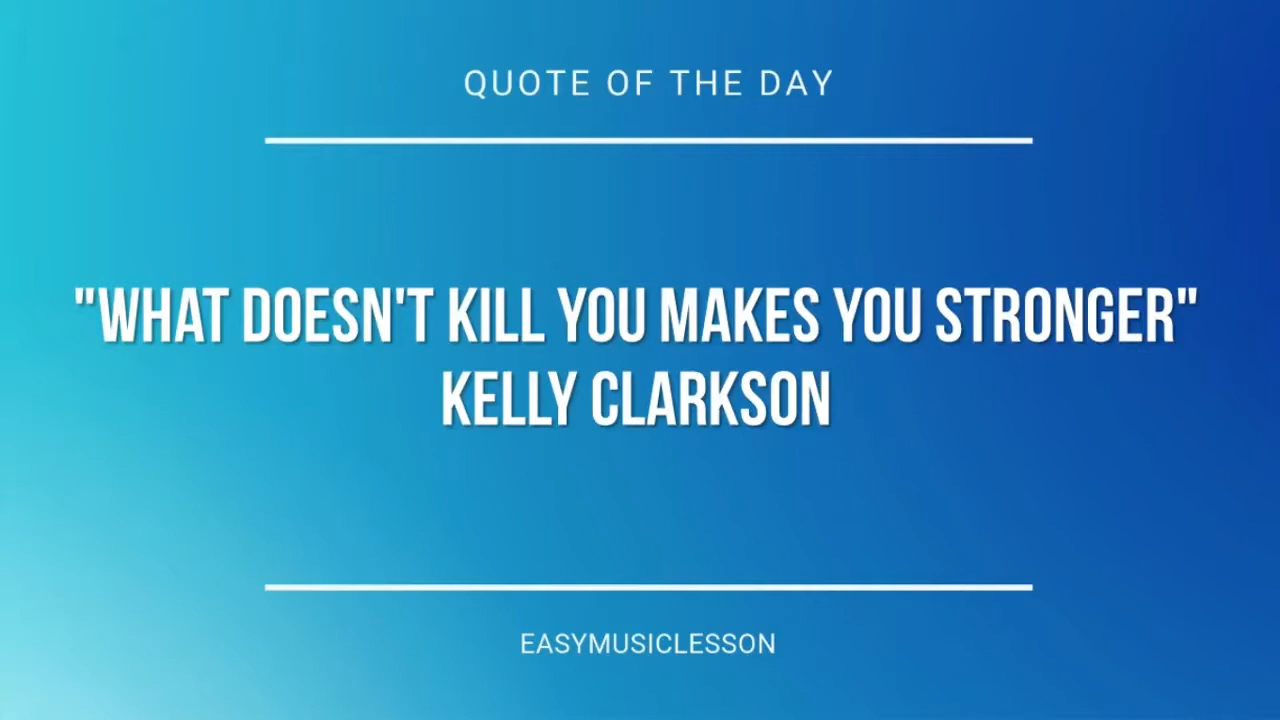 QUOTE OF THE DAY
"WHAT DOESN'T KILL YOU MAKES YOU STRONGER"
KELLY CLARKSON
EASYMUSICLESSON